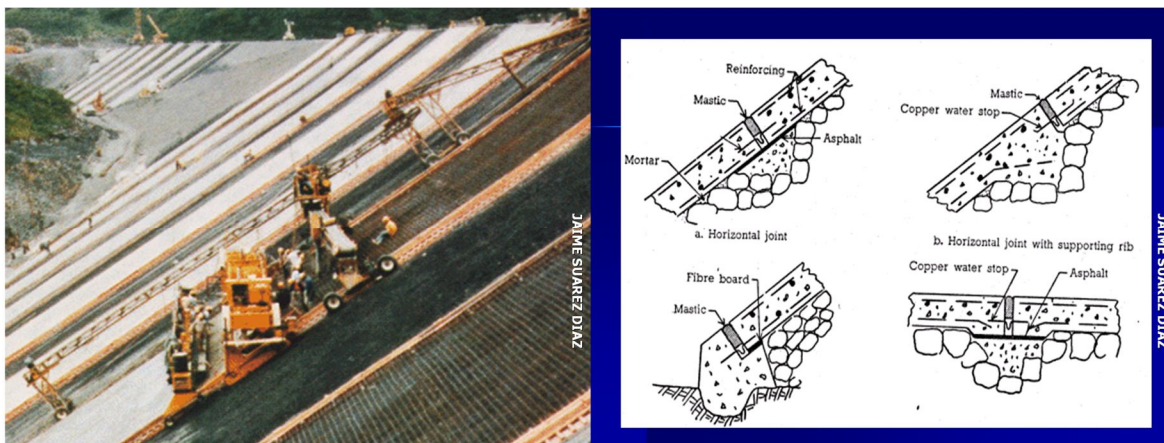 JAIME SUAREZ DIAZ
Reinforcing
Mastic
Asphalt
Mortar
a. Horizontal joint
Mastic
Copper water stop
b. Horizontal joint with supporting rib
Fibre board
Mastic
Copper water stop
Asphalt
JAIME SUAREZ DIAZ